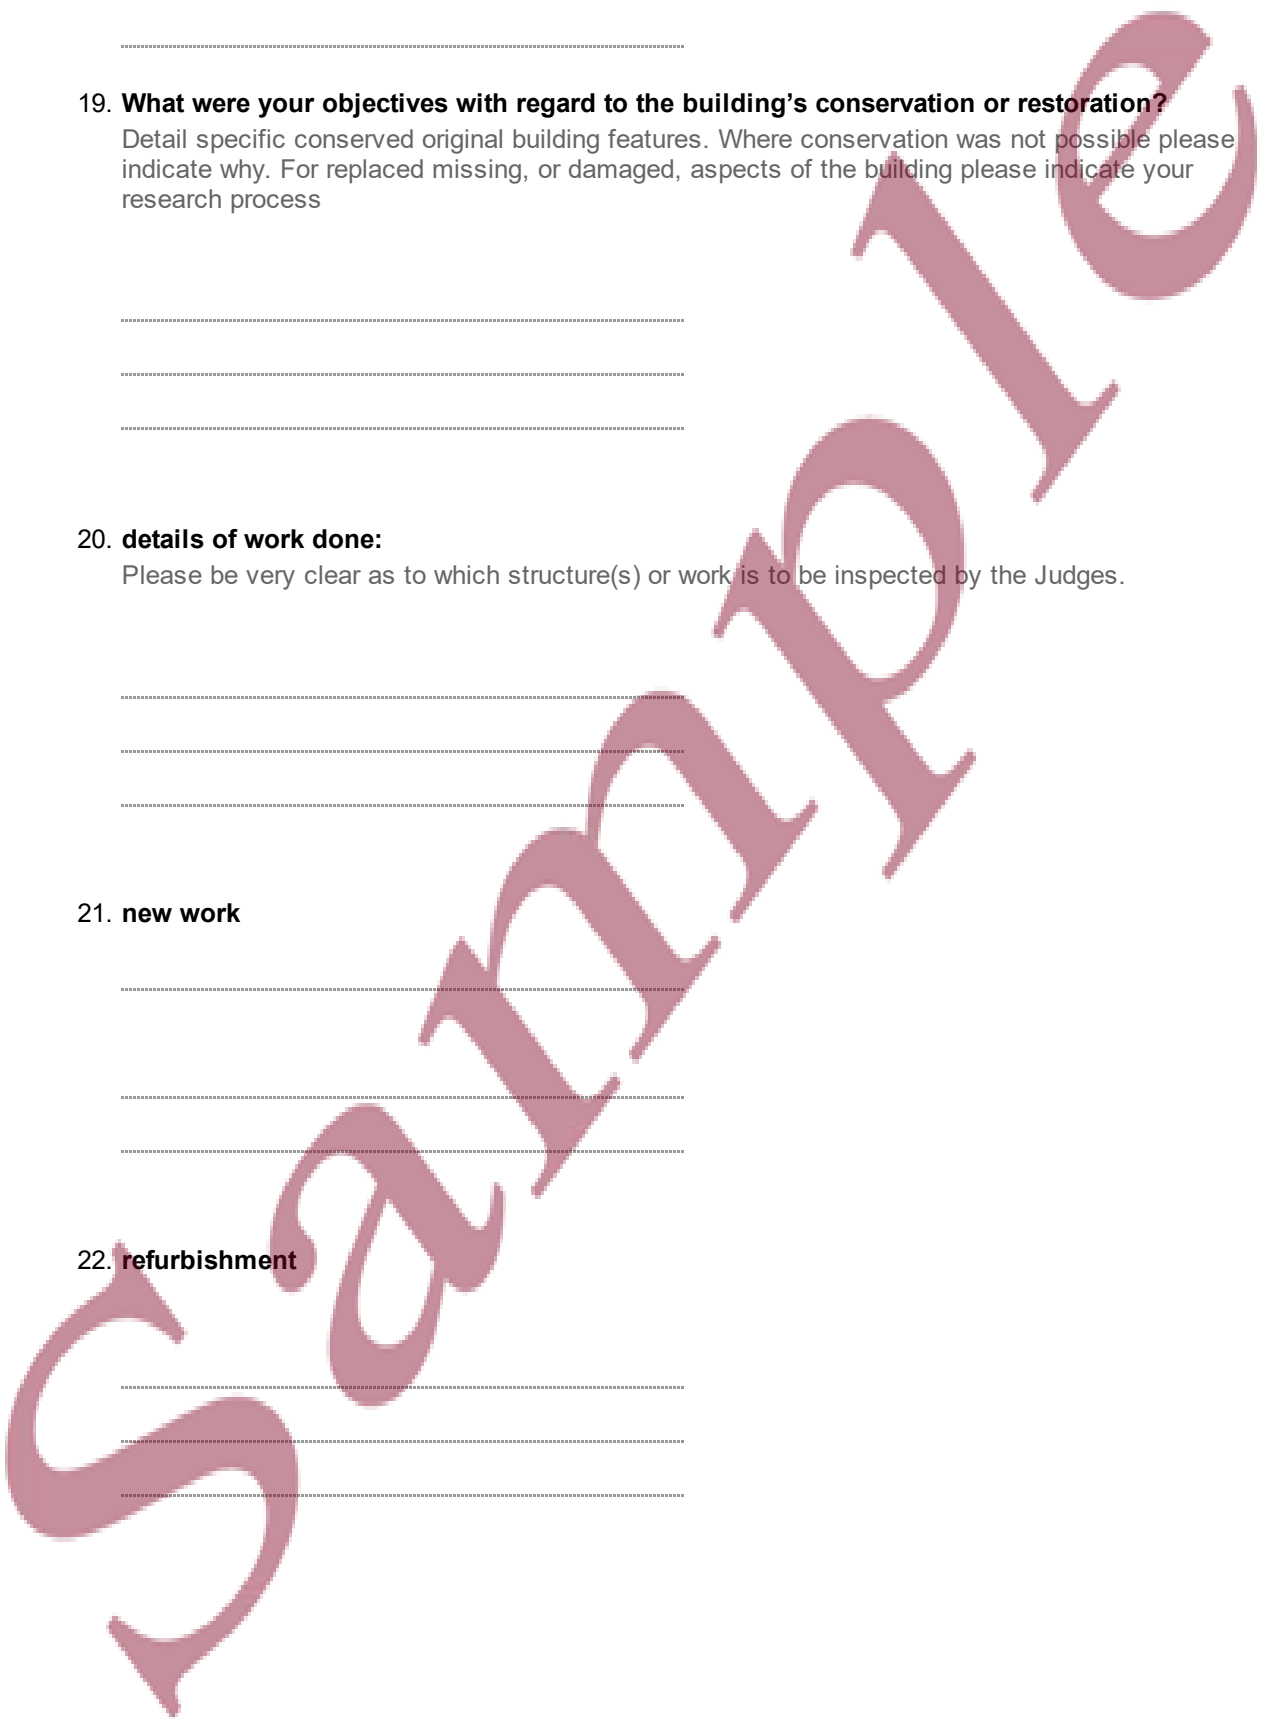 19. What were your objectives with regard to the building’s conservation or restoration?
Detail specific conserved original building features. Where conservation was not possible please
indicate why. For replaced missing, or damaged, aspects of the building please indicate your
research process
20. details of work done:
Please be very clear as to which structure(s) or work is to be inspected by the Judges.
21. new work
22. refurbishment
Sample